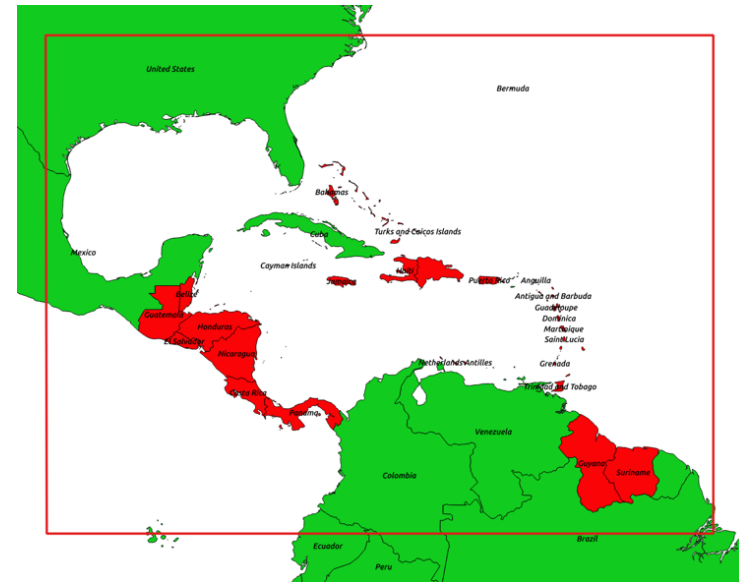 United States
Bermuda
Bahamas
Turks and Caicos Islands
Cuba
Mexico
Cayman Islands
Haiti
Jamaica
Puerto Rico
Anguilla
Belize
Antigua and Barbuda
Guadeloupe
Guatemala
Dominica
Honduras
Martinique
El Salvador
Saint Lucia
Nicaragua
Netherlands Antilles
Grenada
Trinidad and Tobago
Costa Rica
Panama
Venezuela
Guyana
Suriname
Colombia
Brazil
Ecuador
Peru